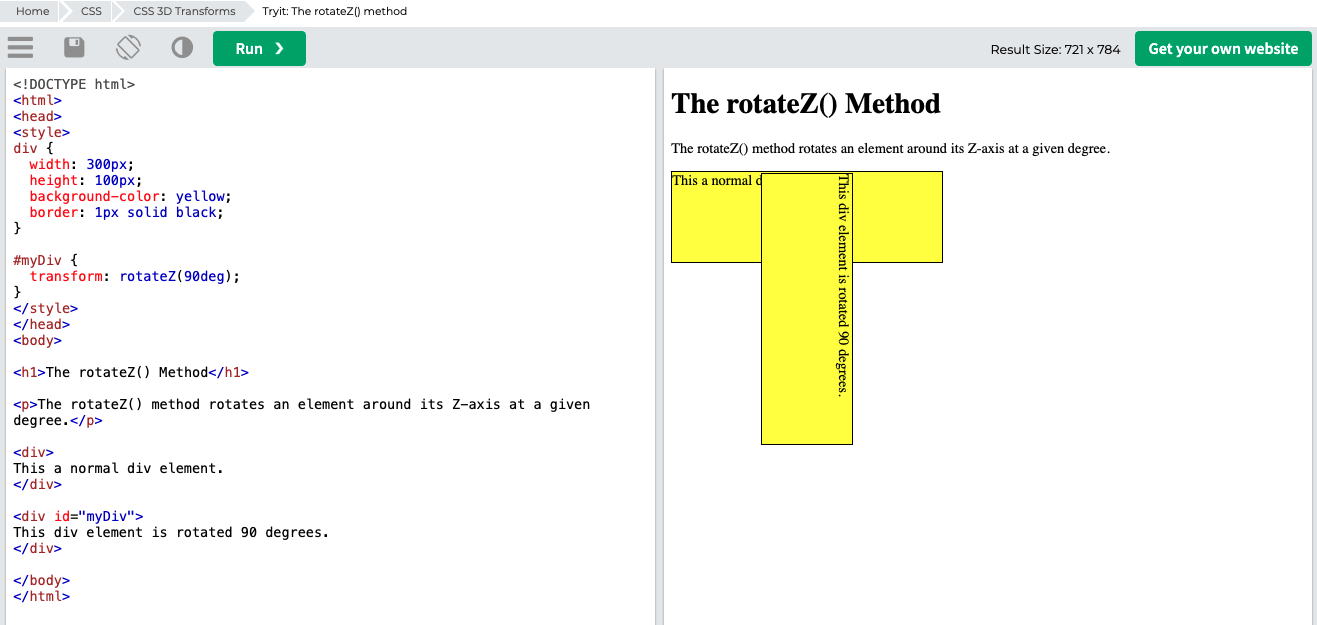 Home CSS CSS 3D Transforms Tryit: The rotateZ() method
Run ❯ Result Size: 721 x 784 Get your own website
<!DOCTYPE html>
<html>
<head>
<style>
div {
  width: 300px;
  height: 100px;
  background-color: yellow;
  border: 1px solid black;
}

#myDiv {
  transform: rotateZ(90deg);
}
</style>
</head>
<body>

<h1>The rotateZ() Method</h1>

<p>The rotateZ() method rotates an element around its Z-axis at a given
degree.</p>

<div>
This a normal div element.
</div>

<div id="myDiv">
This div element is rotated 90 degrees.
</div>

</body>
</html>
The rotateZ() Method
The rotateZ() method rotates an element around its Z-axis at a given degree.
This a normal d
This div element is rotated 90 degrees.